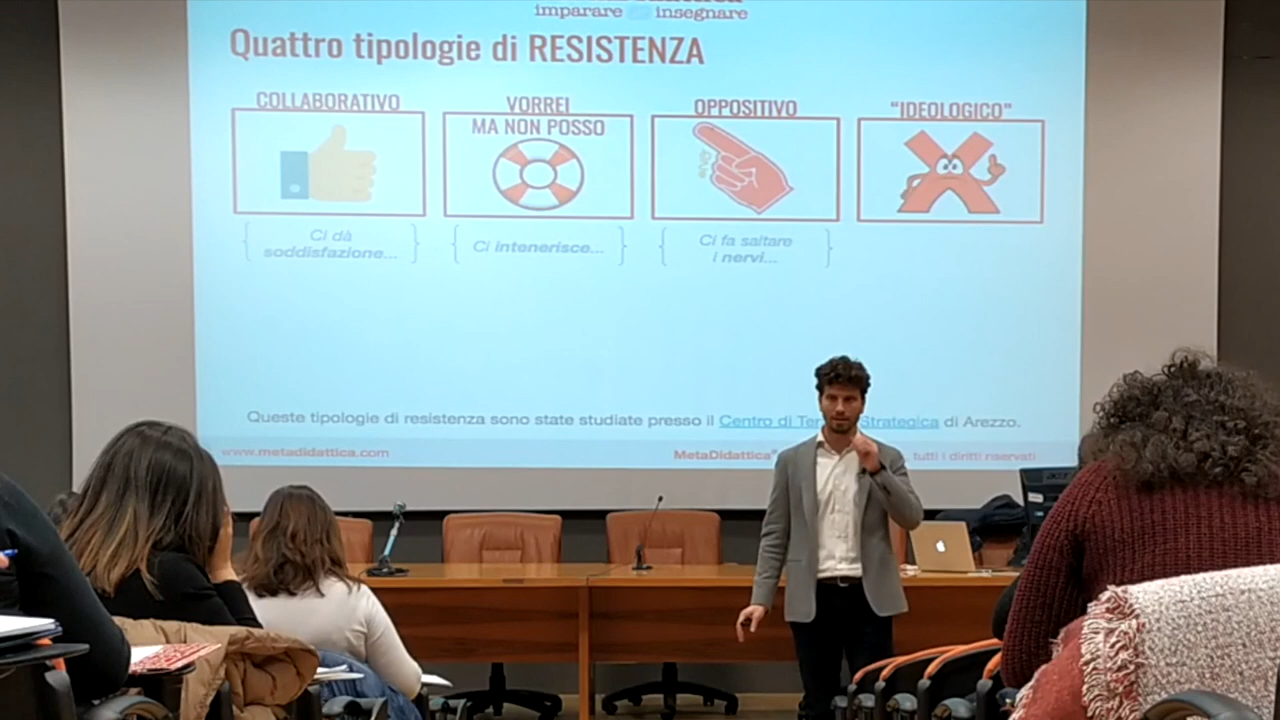 imparare insegnare
Quattro tipologie di RESISTENZA
COLLABORATIVO
VORREI
MA NON POSSO
OPPOSITIVO
“IDEOLOGICO”
Ci dà
soddisfazione...
Ci intenerisce...
Ci fa saltare
i nervi...
Queste tipologie di resistenza sono state studiate presso il Centro di Strategica di Arezzo.
www.metadidattica.com
MetaDidattica® , tutti i diritti riservati